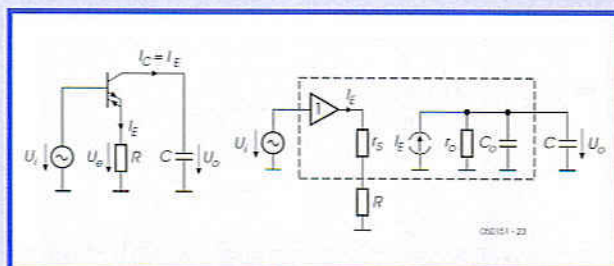 I_C = I_E
I_E
U_i
U_e
R
C
U_o
U_i
1
I_E
r_S
R
I_E
r_o
C_o
C
U_o